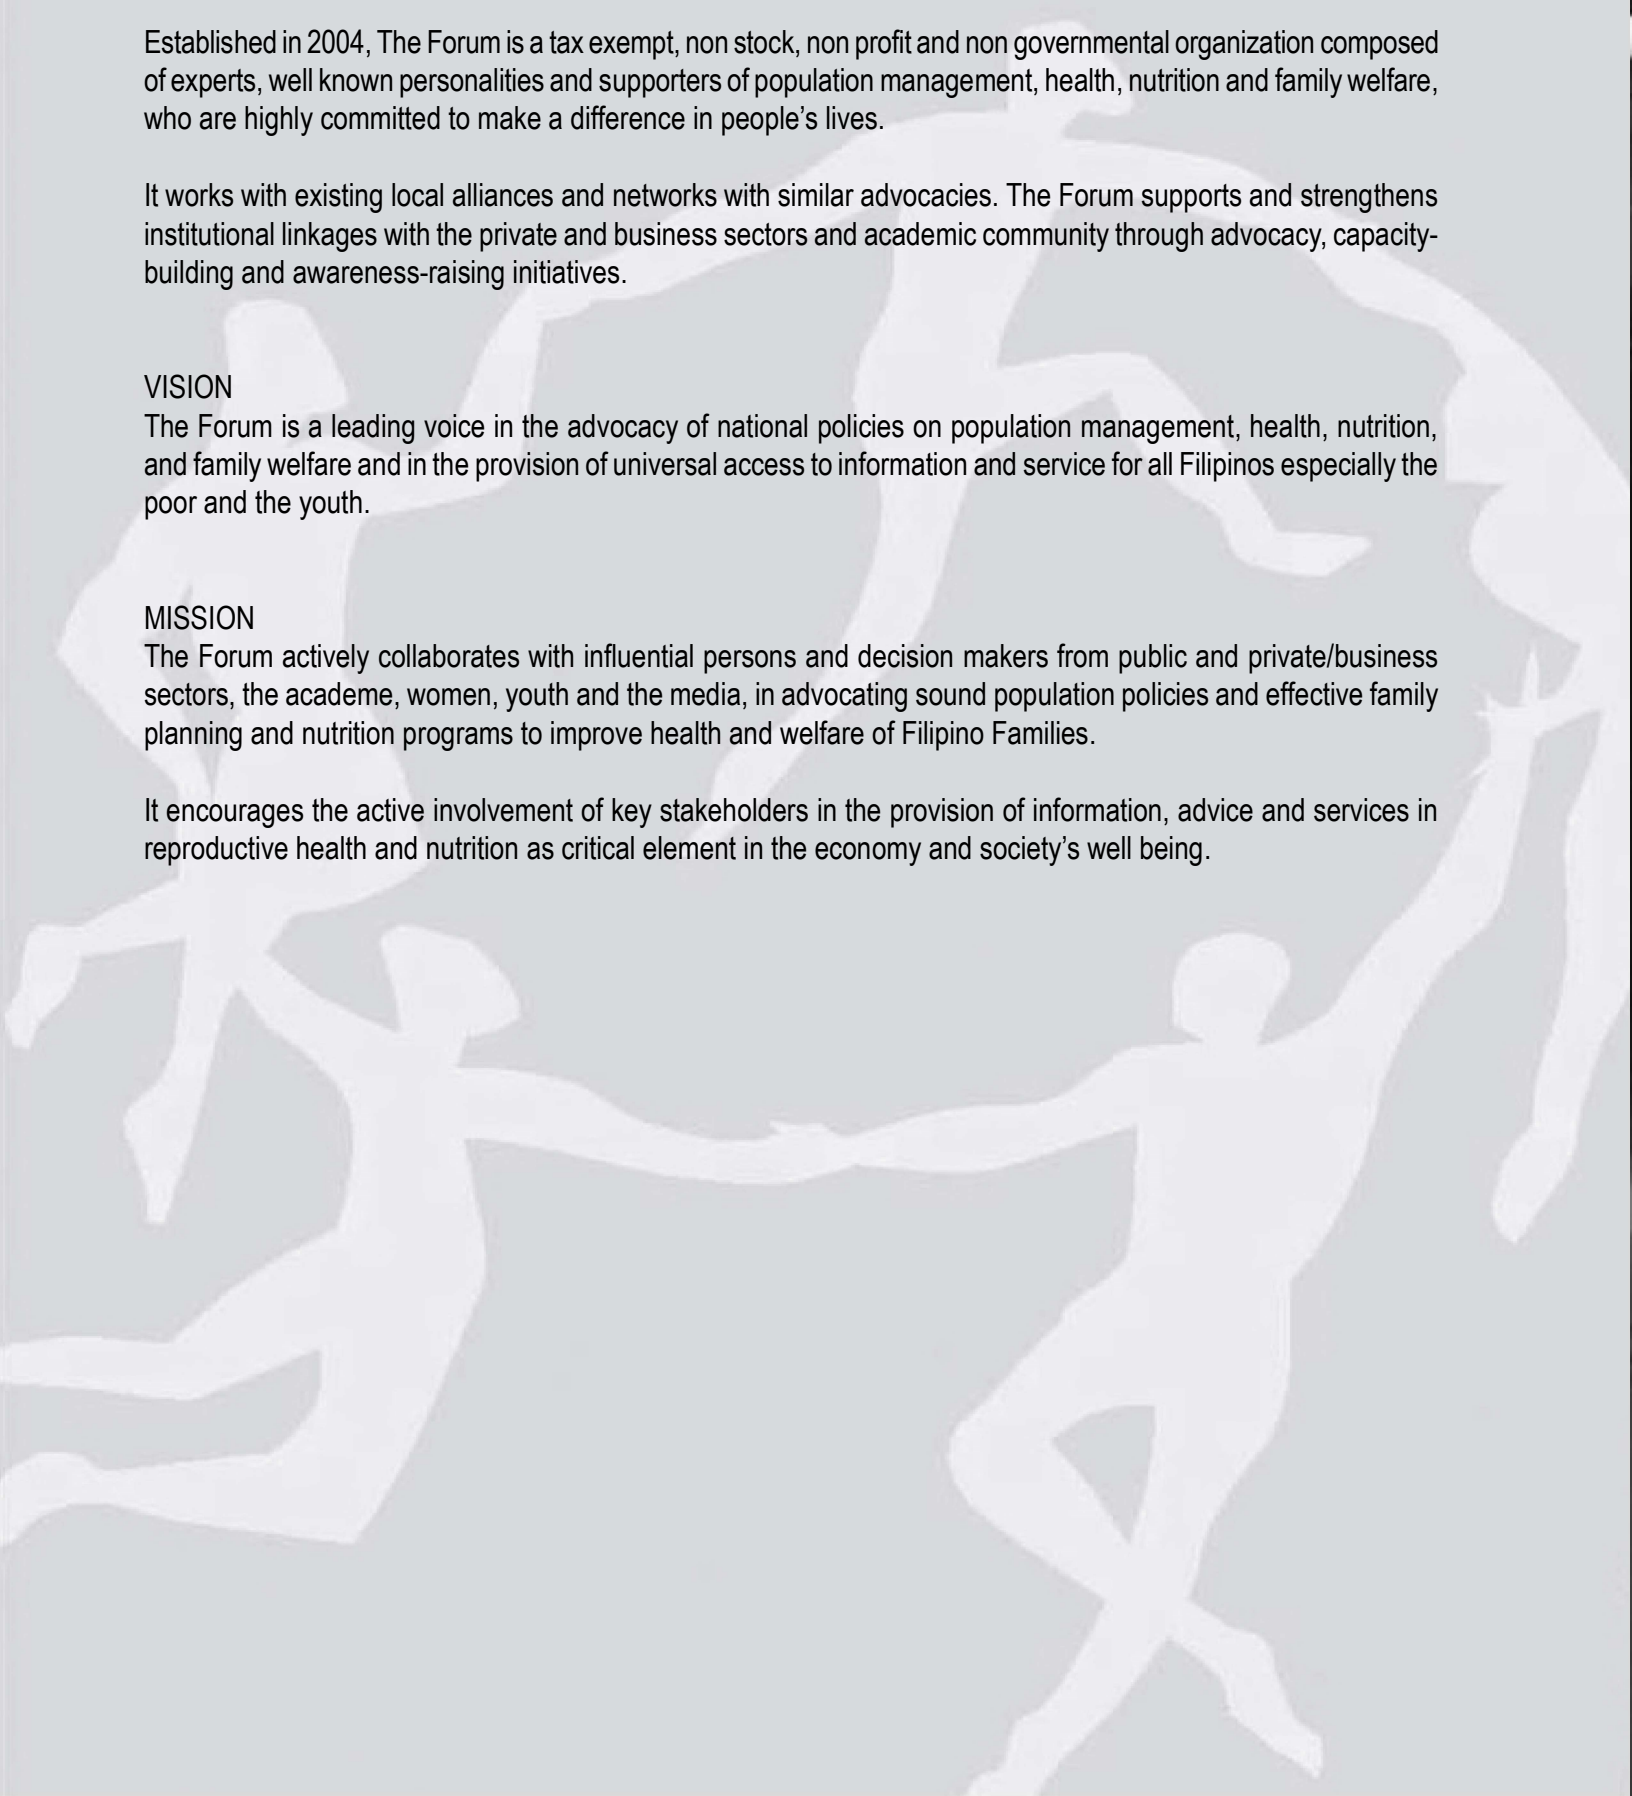 Established in 2004, The Forum is a tax exempt, non stock, non profit and non governmental organization composed
of experts, well known personalities and supporters of population management, health, nutrition and family welfare,
who are highly committed to make a difference in people’s lives.
It works with existing local alliances and networks with similar advocacies. The Forum supports and strengthens
institutional linkages with the private and business sectors and academic community through advocacy, capacity-
building and awareness-raising initiatives.
VISION
The Forum is a leading voice in the advocacy of national policies on population management, health, nutrition,
and family welfare and in the provision of universal access to information and service for all Filipinos especially the
poor and the youth.
MISSION
The Forum actively collaborates with influential persons and decision makers from public and private/business
sectors, the academe, women, youth and the media, in advocating sound population policies and effective family
planning and nutrition programs to improve health and welfare of Filipino Families.
It encourages the active involvement of key stakeholders in the provision of information, advice and services in
reproductive health and nutrition as critical element in the economy and society’s well being.